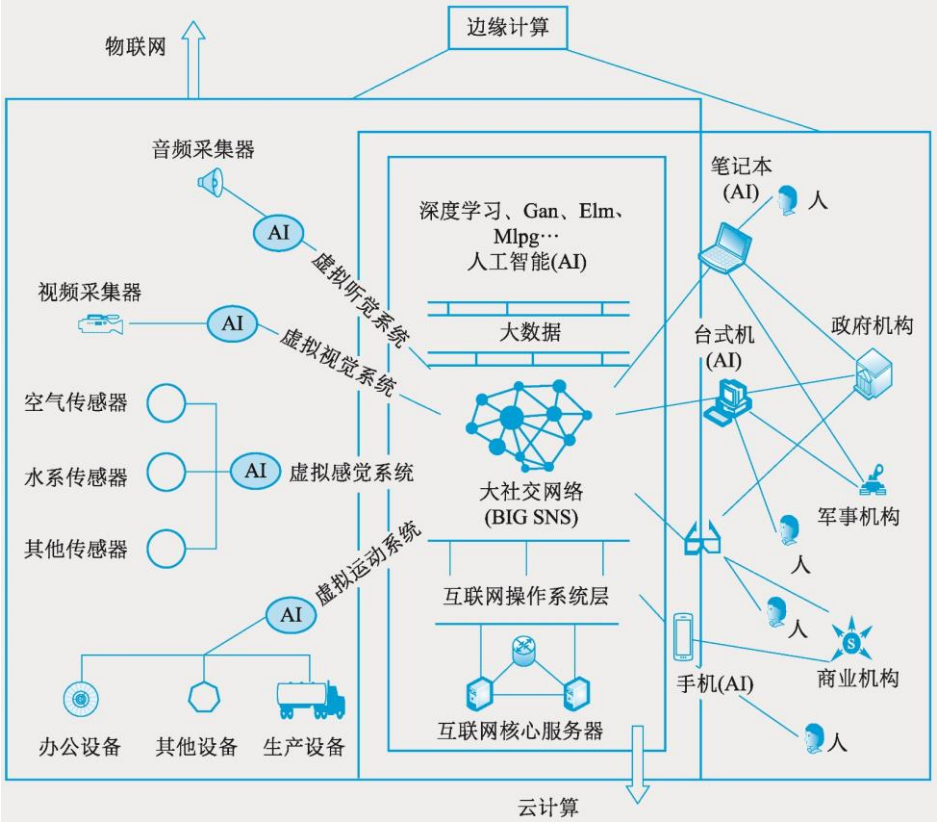 边缘计算
物联网
音频采集器
AI
虚拟听觉系统
视频采集器
AI
虚拟视觉系统
空气传感器
水系传感器
其他传感器
AI
虚拟感觉系统
AI
虚拟运动系统
办公设备
其他设备
生产设备
深度学习、Gan、Elm、
Mlpg…
人工智能(AI)
大数据
大社交网络
(BIG SNS)
互联网操作系统层
互联网核心服务器
云计算
笔记本
(AI)
人
台式机
(AI)
政府机构
军事机构
人
人
S
商业机构
手机(AI)
人